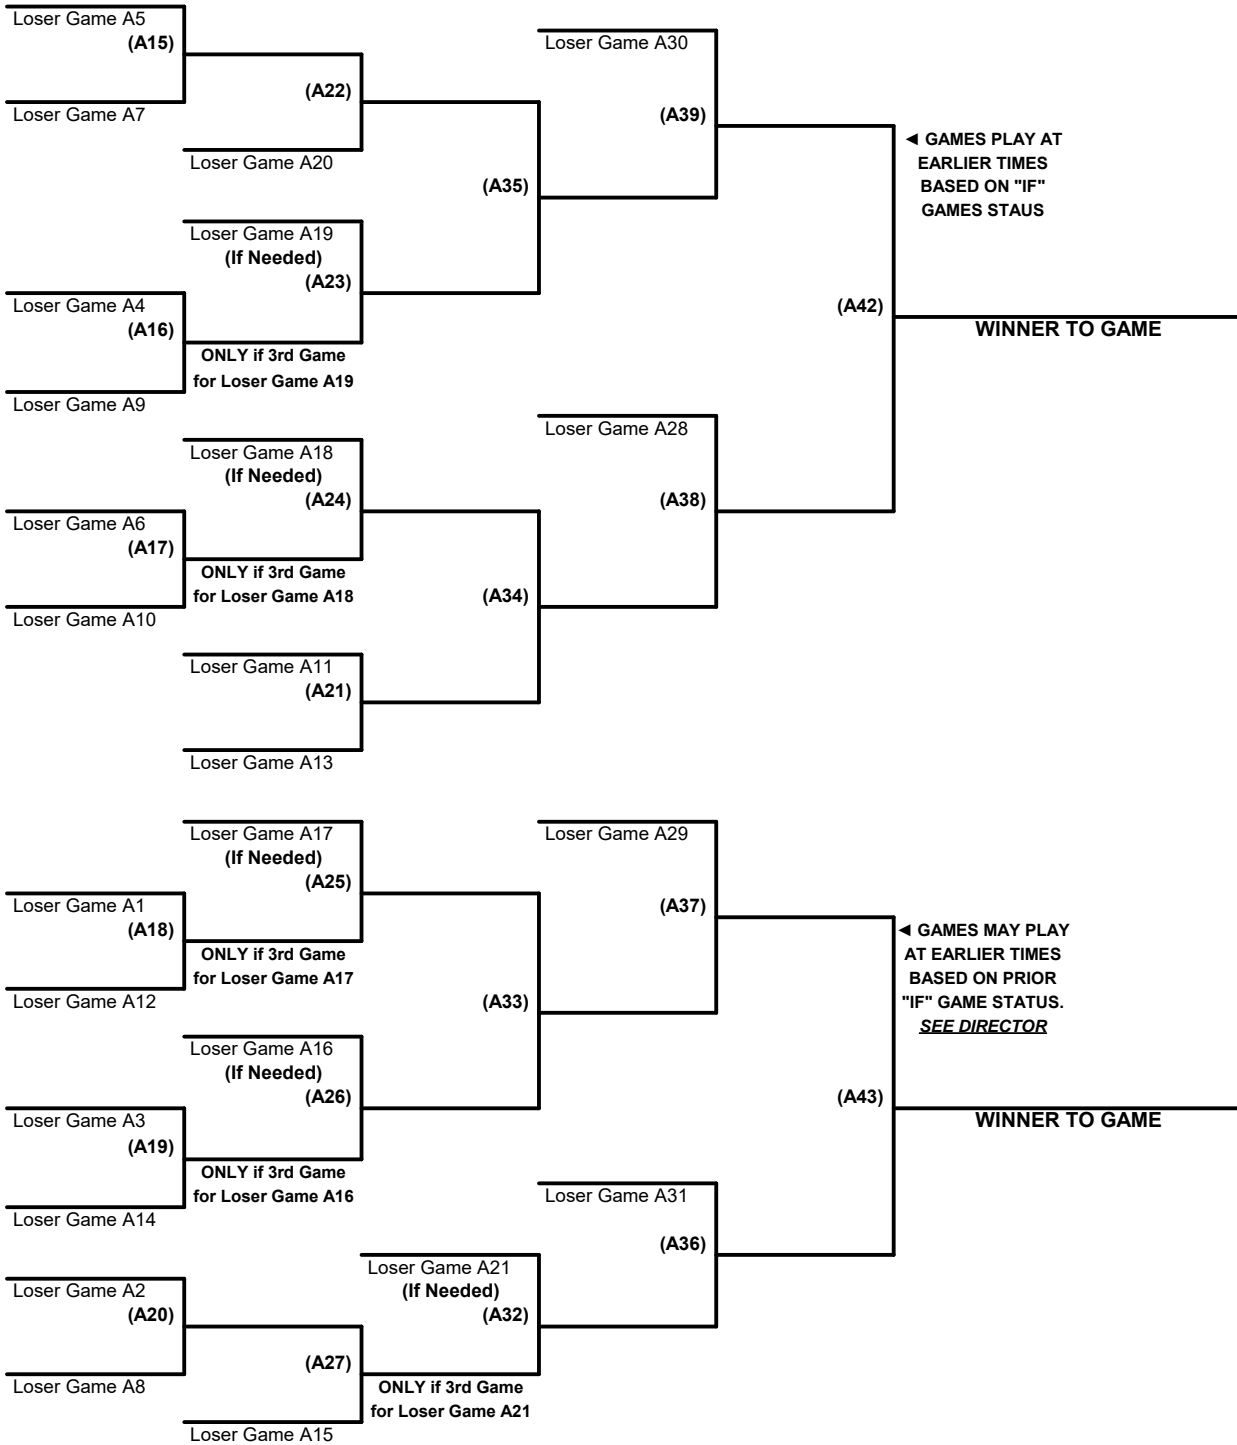 Loser Game A5
(A15)
Loser Game A30
(A22)
(A39)
Loser Game A7
◄ GAMES PLAY AT
EARLIER TIMES
BASED ON "IF"
GAMES STAUS
Loser Game A20
(A35)
Loser Game A19
(If Needed)
(A23)
Loser Game A4
(A16)
(A42)
WINNER TO GAME
ONLY if 3rd Game
for Loser Game A19
Loser Game A9
Loser Game A28
Loser Game A18
(If Needed)
(A24)
(A38)
Loser Game A6
(A17)
ONLY if 3rd Game
for Loser Game A18
(A34)
Loser Game A10
Loser Game A11
(A21)
Loser Game A13
Loser Game A17
(If Needed)
(A25)
Loser Game A29
Loser Game A1
(A18)
(A37)
◄ GAMES MAY PLAY
AT EARLIER TIMES
BASED ON PRIOR
"IF" GAME STATUS.
SEE DIRECTOR
ONLY if 3rd Game
for Loser Game A17
Loser Game A12
(A33)
Loser Game A16
(If Needed)
(A26)
(A43)
WINNER TO GAME
Loser Game A3
(A19)
ONLY if 3rd Game
for Loser Game A16
Loser Game A31
Loser Game A14
(A36)
Loser Game A21
(If Needed)
(A32)
Loser Game A2
(A20)
(A27)
Loser Game A8
ONLY if 3rd Game
for Loser Game A21
Loser Game A15